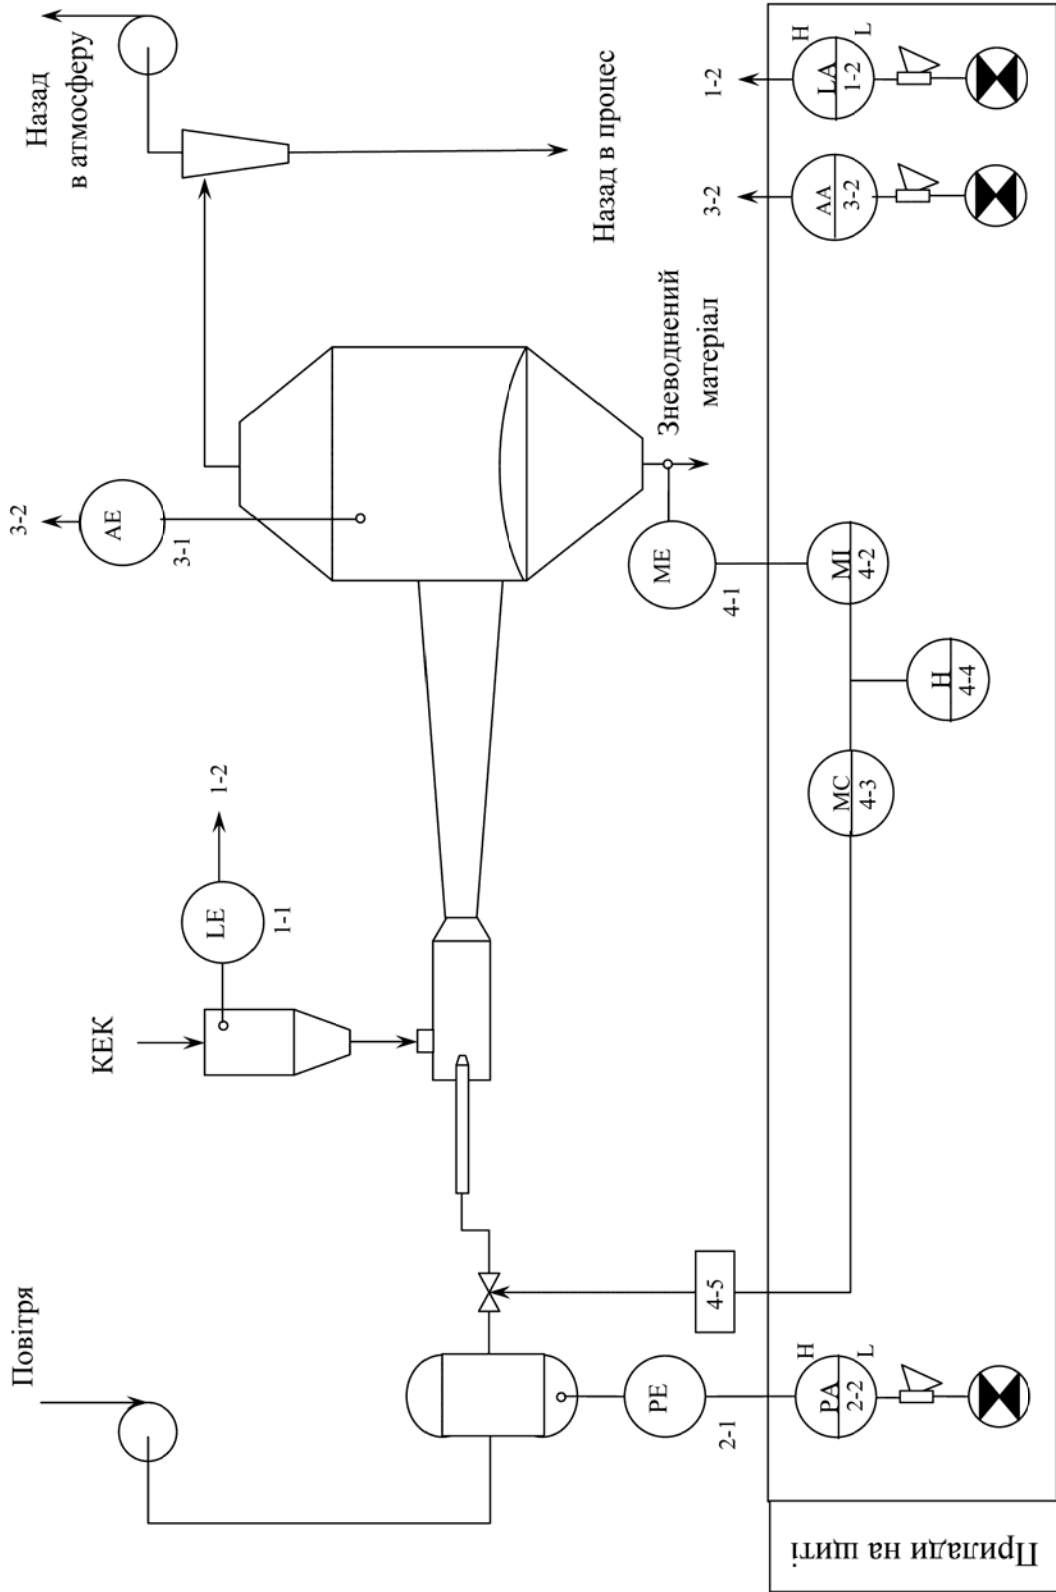 Повітря
КЕК
Назад
в атмосферу
LE
1-1
1-2
AE
3-1
3-2
Назад в процес
Зневоднений
матеріал
ME
4-1
PE
2-1
4-5
Прилади на щиті
PA
2-2
H
L
MC
4-3
H
4-4
MI
4-2
3-2
AA
3-2
1-2
LA
1-2
H
L